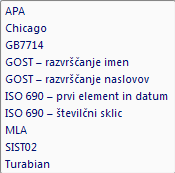 APA
Chicago
GB7714
GOST – razvrščanje imen
GOST – razvrščanje naslovov
ISO 690 – prvi element in datum
ISO 690 – številčni sklic
MLA
SIST02
Turabian